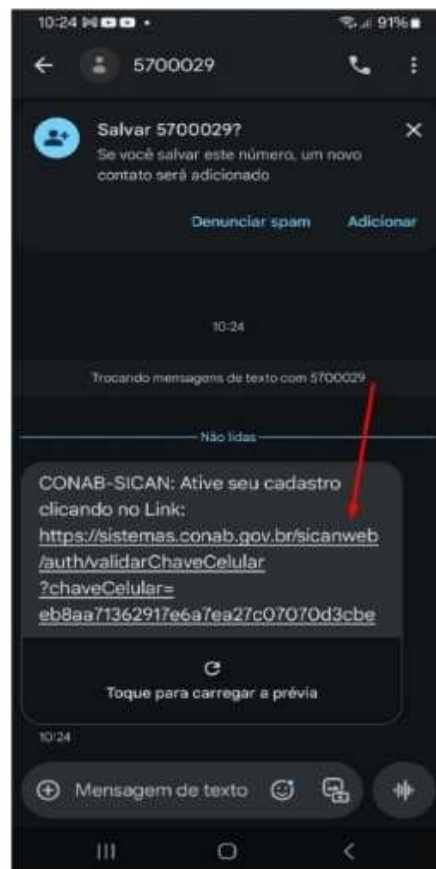 10:24
91%
5700029
Salvar 5700029?
Se você salvar este número, um novo
contato será adicionado
Denunciar spam Adicionar
10:24
Trocando mensagens de texto com 5700029
Não lidas
CONAB-SICAN: Ative seu cadastro
clicando no Link:
https://sistemas.conab.gov.br/sicanweb
/auth/validarChaveCelular
?chaveCelular=
eb8aa71362917e6a7ea27c07070d3cbe
Toque para carregar a prévia
10:24
Mensagem de texto